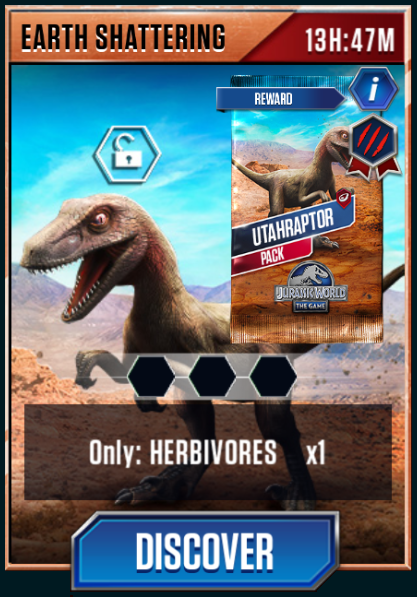 EARTH SHATTERING
13H:47M
REWARD
i
UTAHRAPTOR
PACK
JURASSIC WORLD
THE GAME
Only: HERBIVORES x1
DISCOVER